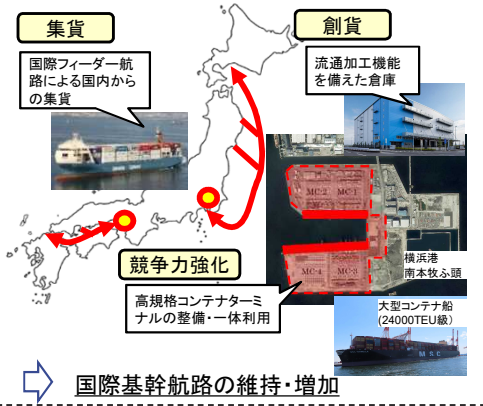 集貨
国際フィーダー航
路による国内から
の集貨
創貨
流通加工機能
を備えた倉庫
MC-2
MC-1
MC-4
MC-3
横浜港
南本牧ふ頭
競争力強化
高規格コンテナターミ
ナルの整備・一体利用
大型コンテナ船
(24000TEU級)
MSC
国際基幹航路の維持・増加